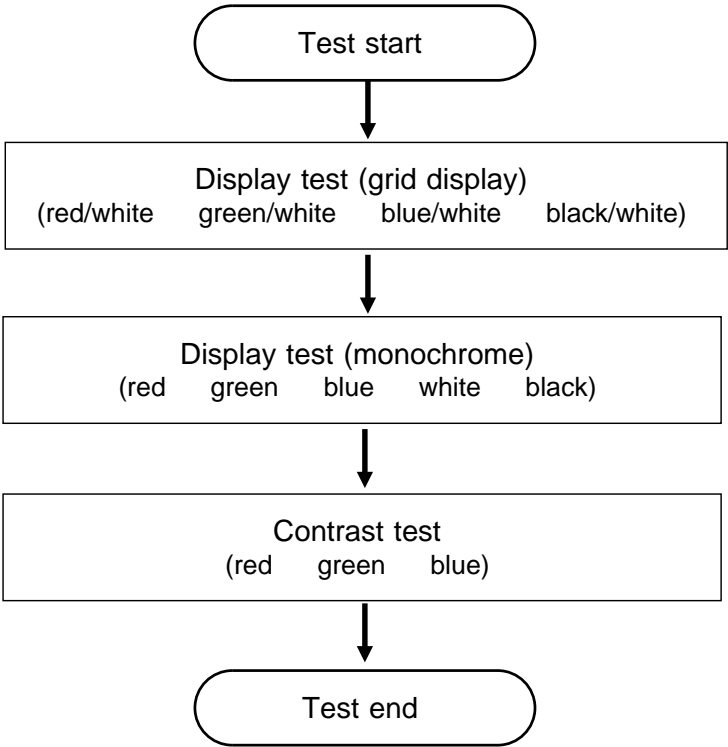 Test start
Display test (grid display)
(red/white green/white blue/white black/white)
Display test (monochrome)
(red green blue white black)
Contrast test
(red green blue)
Test end